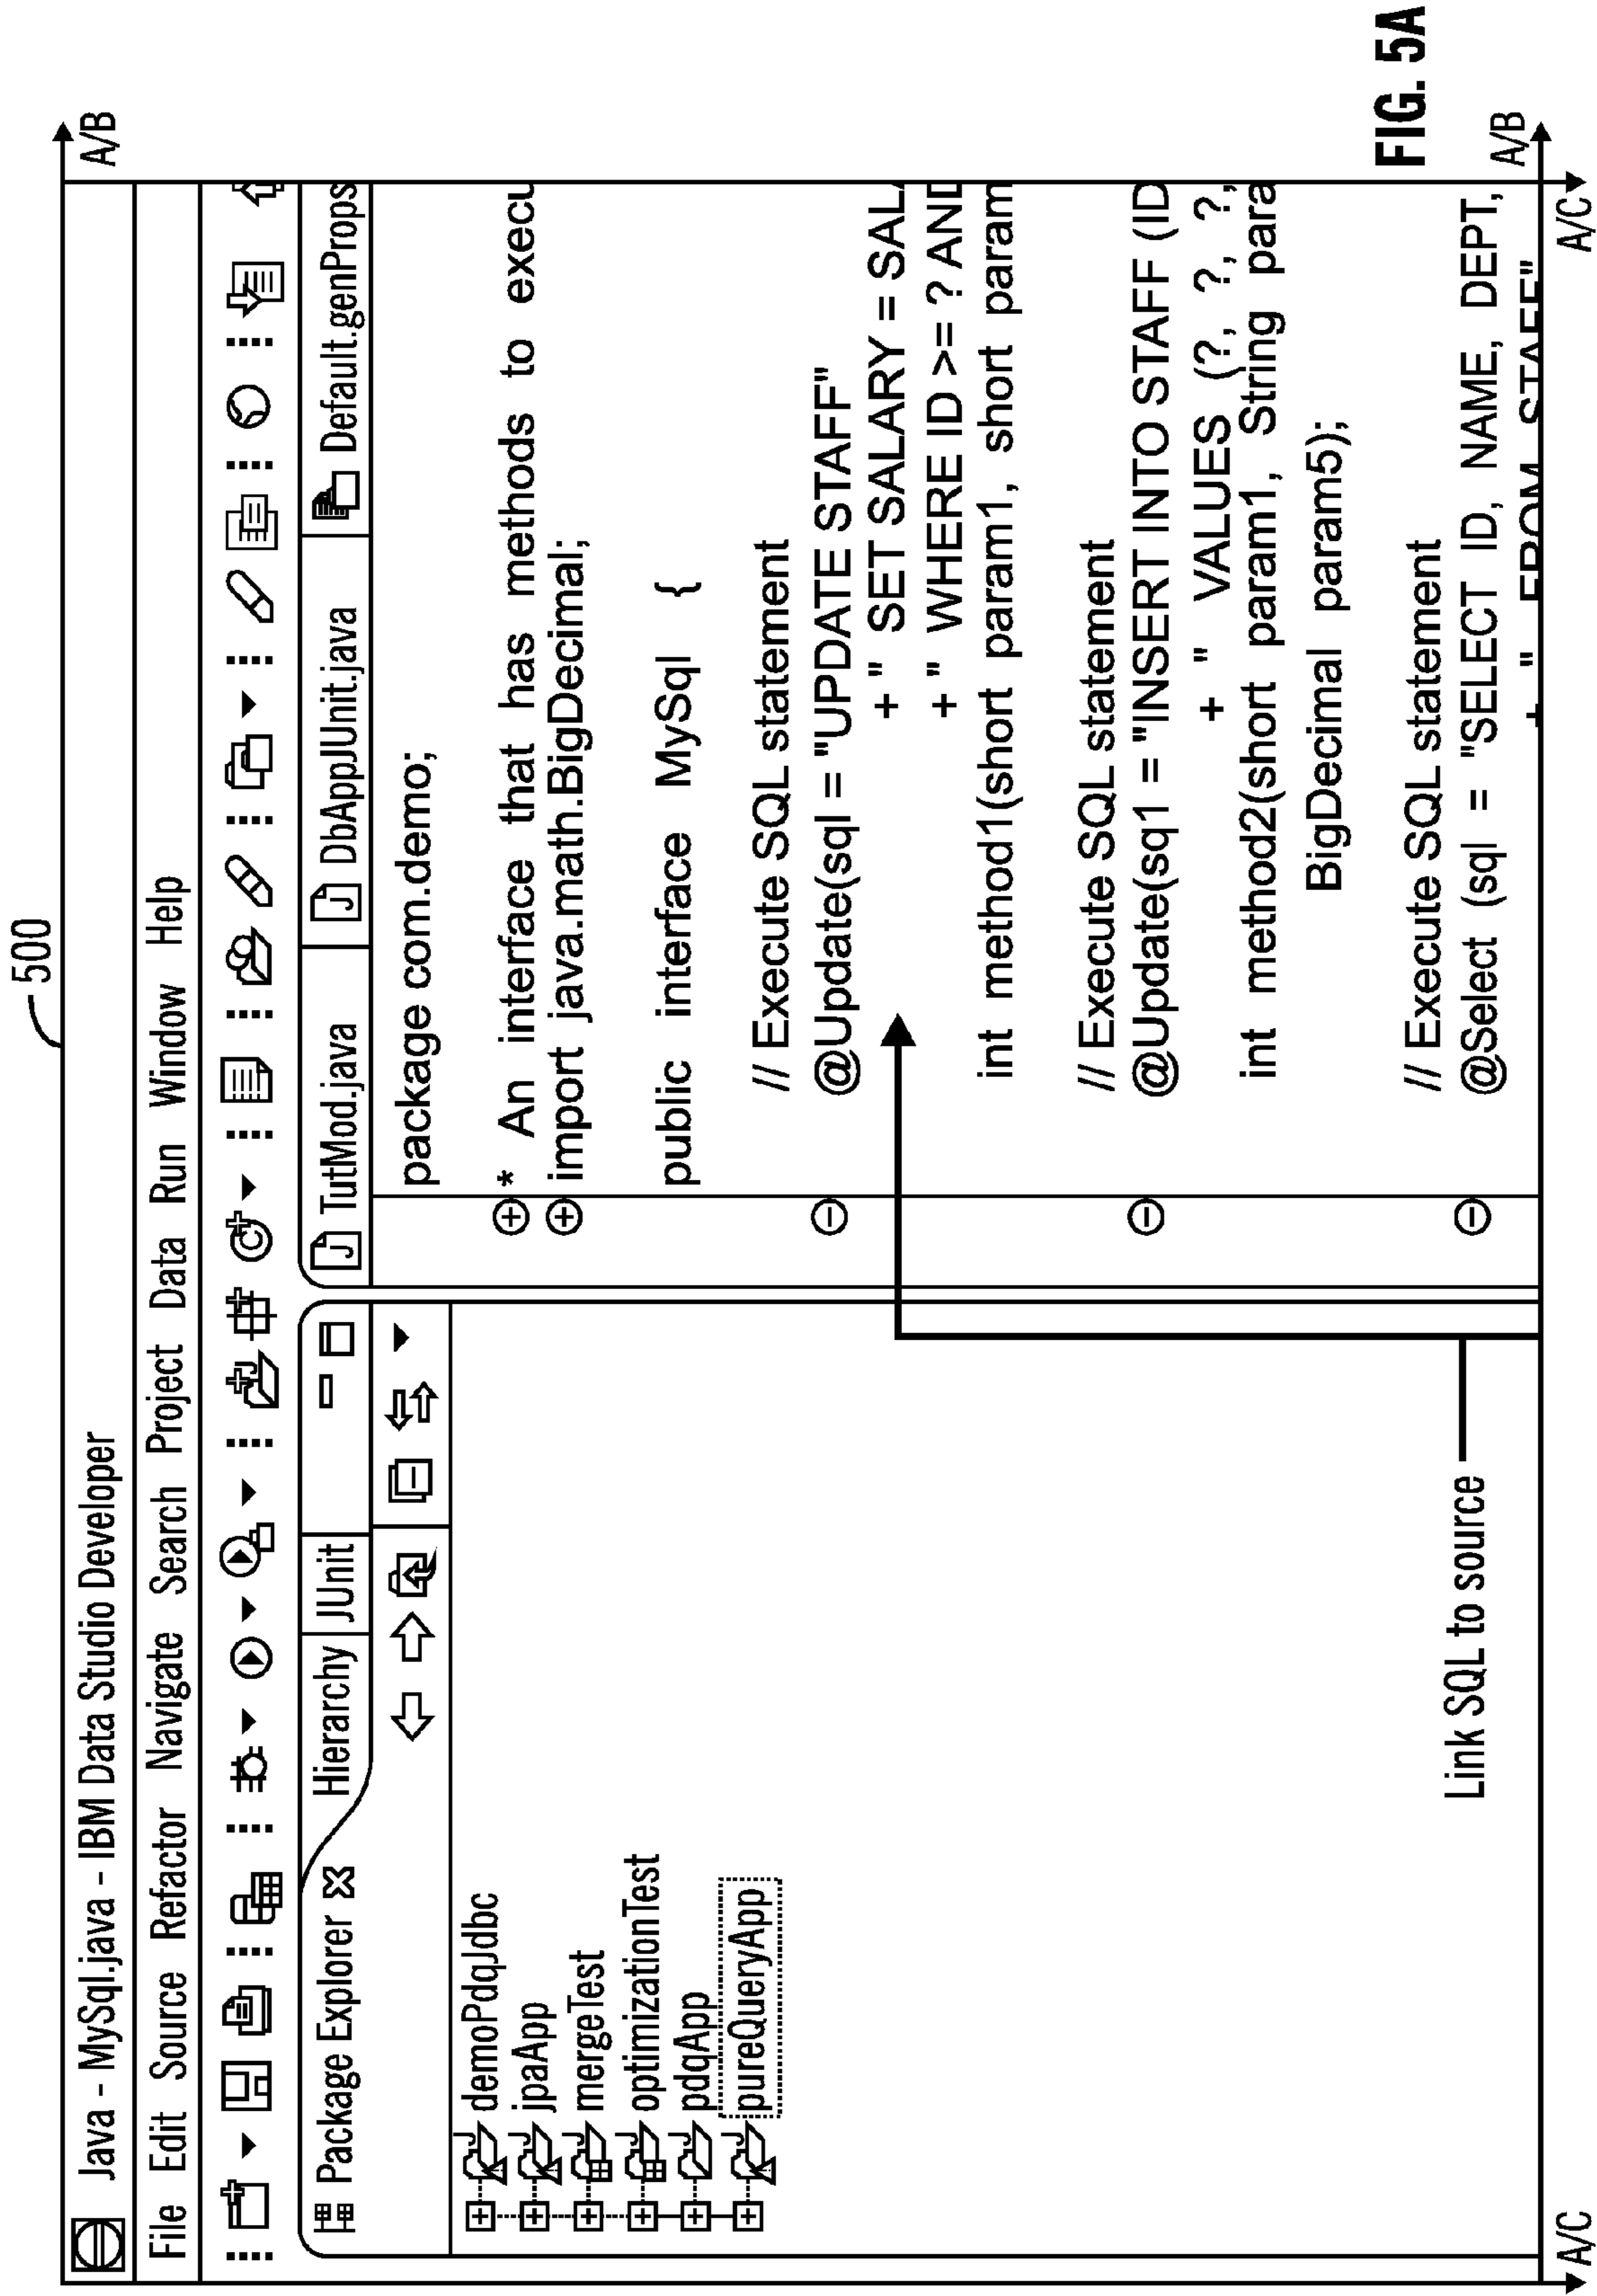 500
A/B
Java - MySql.java - IBM Data Studio Developer
File Edit Source Refactor Navigate Search Project Data Run Window Help
Package Explorer Hierarchy JUnit
J TutMod.java J DbAppJUnit.java Default.genProps
demoPdqJdbc
jpaApp
mergeTest
optimizationTest
pdqApp
pureQueryApp
package com.demo;
* An interface that has methods to execu
import java.math.BigDecimal;
public interface MySql {
// Execute SQL statement
@Update(sql = "UPDATE STAFF"
+ " SET SALARY = SAL
+ " WHERE ID >= ? AND
int method1(short param1, short param
// Execute SQL statement
@Update(sq1 = "INSERT INTO STAFF (ID
+ " VALUES (?, ?, ?, ?,
int method2(short param1, String para
BigDecimal param5);
// Execute SQL statement
@Select (sql = "SELECT ID, NAME, DEPT,
+ " FROM STAFF"
Link SQL to source
A/C
A/C
A/B
FIG. 5A